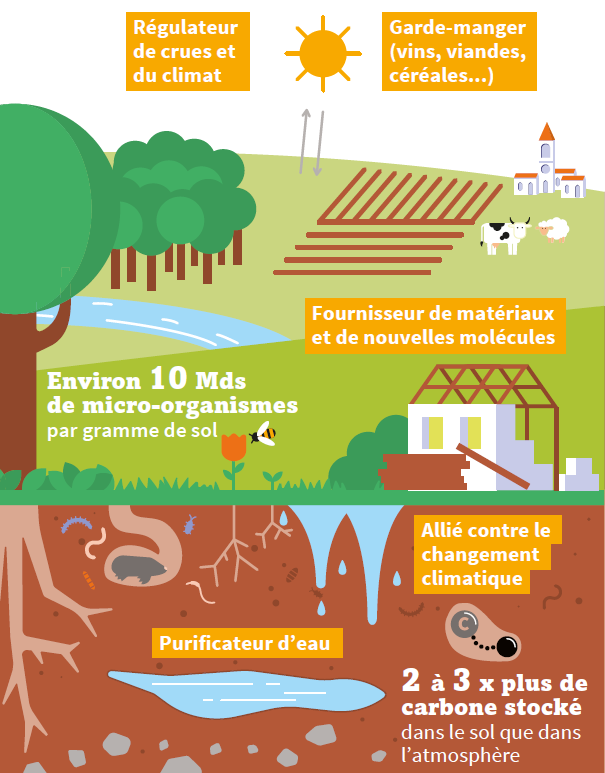 Régulateur
de crues et
du climat
Garde-manger
(vins, viandes,
céréales...)
Fournisseur de matériaux
et de nouvelles molécules
Environ 10 Mds
de micro-organismes
par gramme de sol
Allié contre le
changement
climatique
C
Purificateur d'eau
2 à 3 x plus de
carbone stocké
dans le sol que dans
l'atmosphère